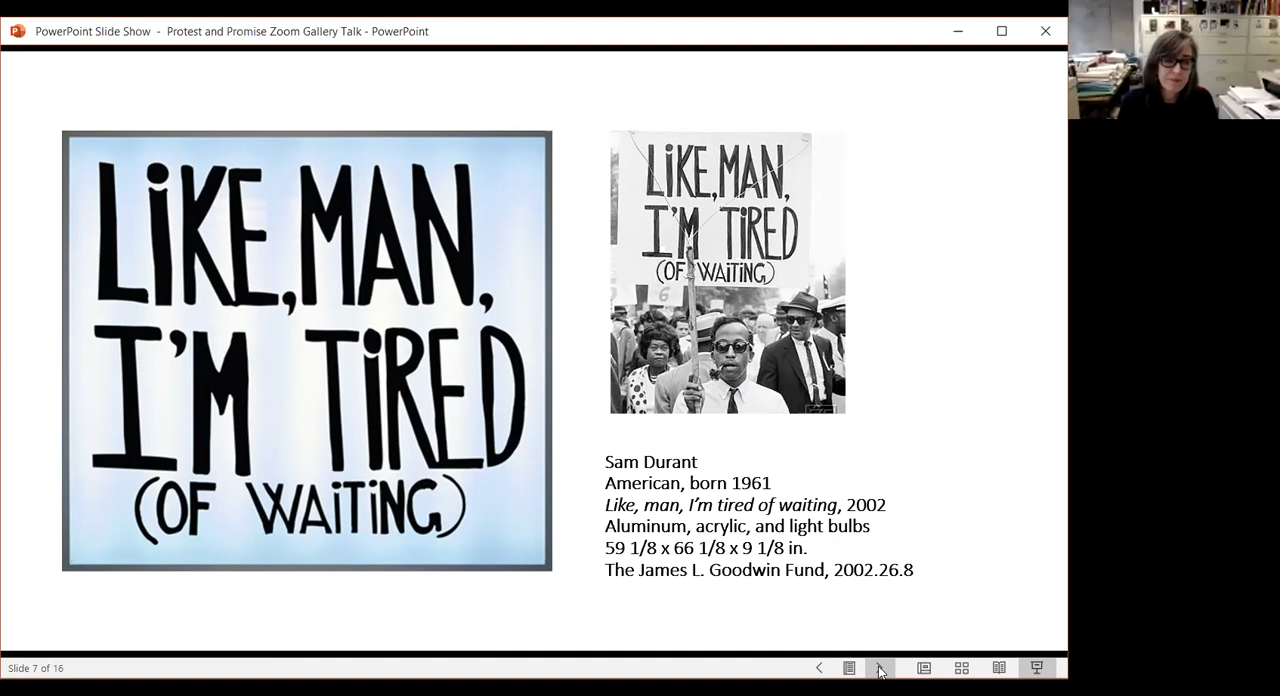 PowerPoint Slide Show - Protest and Promise Zoom Gallery Talk - PowerPoint
LiKE, MAN,
I'M TiRED
(OF WAiTiNG)
LiKE, MAN,
I'M TiRED
(OF WAiTiNG)
6
Sam Durant
American, born 1961
Like, man, I'm tired of waiting, 2002
Aluminum, acrylic, and light bulbs
59 1/8 x 66 1/8 x 9 1/8 in.
The James L. Goodwin Fund, 2002.26.8
Slide 7 of 16